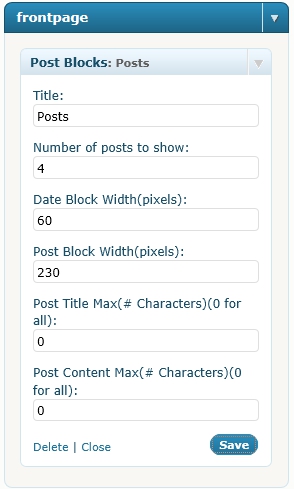 frontpage
Post Blocks: Posts
Title:
Posts
Number of posts to show:
4
Date Block Width(pixels):
60
Post Block Width(pixels):
230
Post Title Max(# Characters)(0 for
all):
0
Post Content Max(# Characters)(0
for all):
0
Delete | Close Save